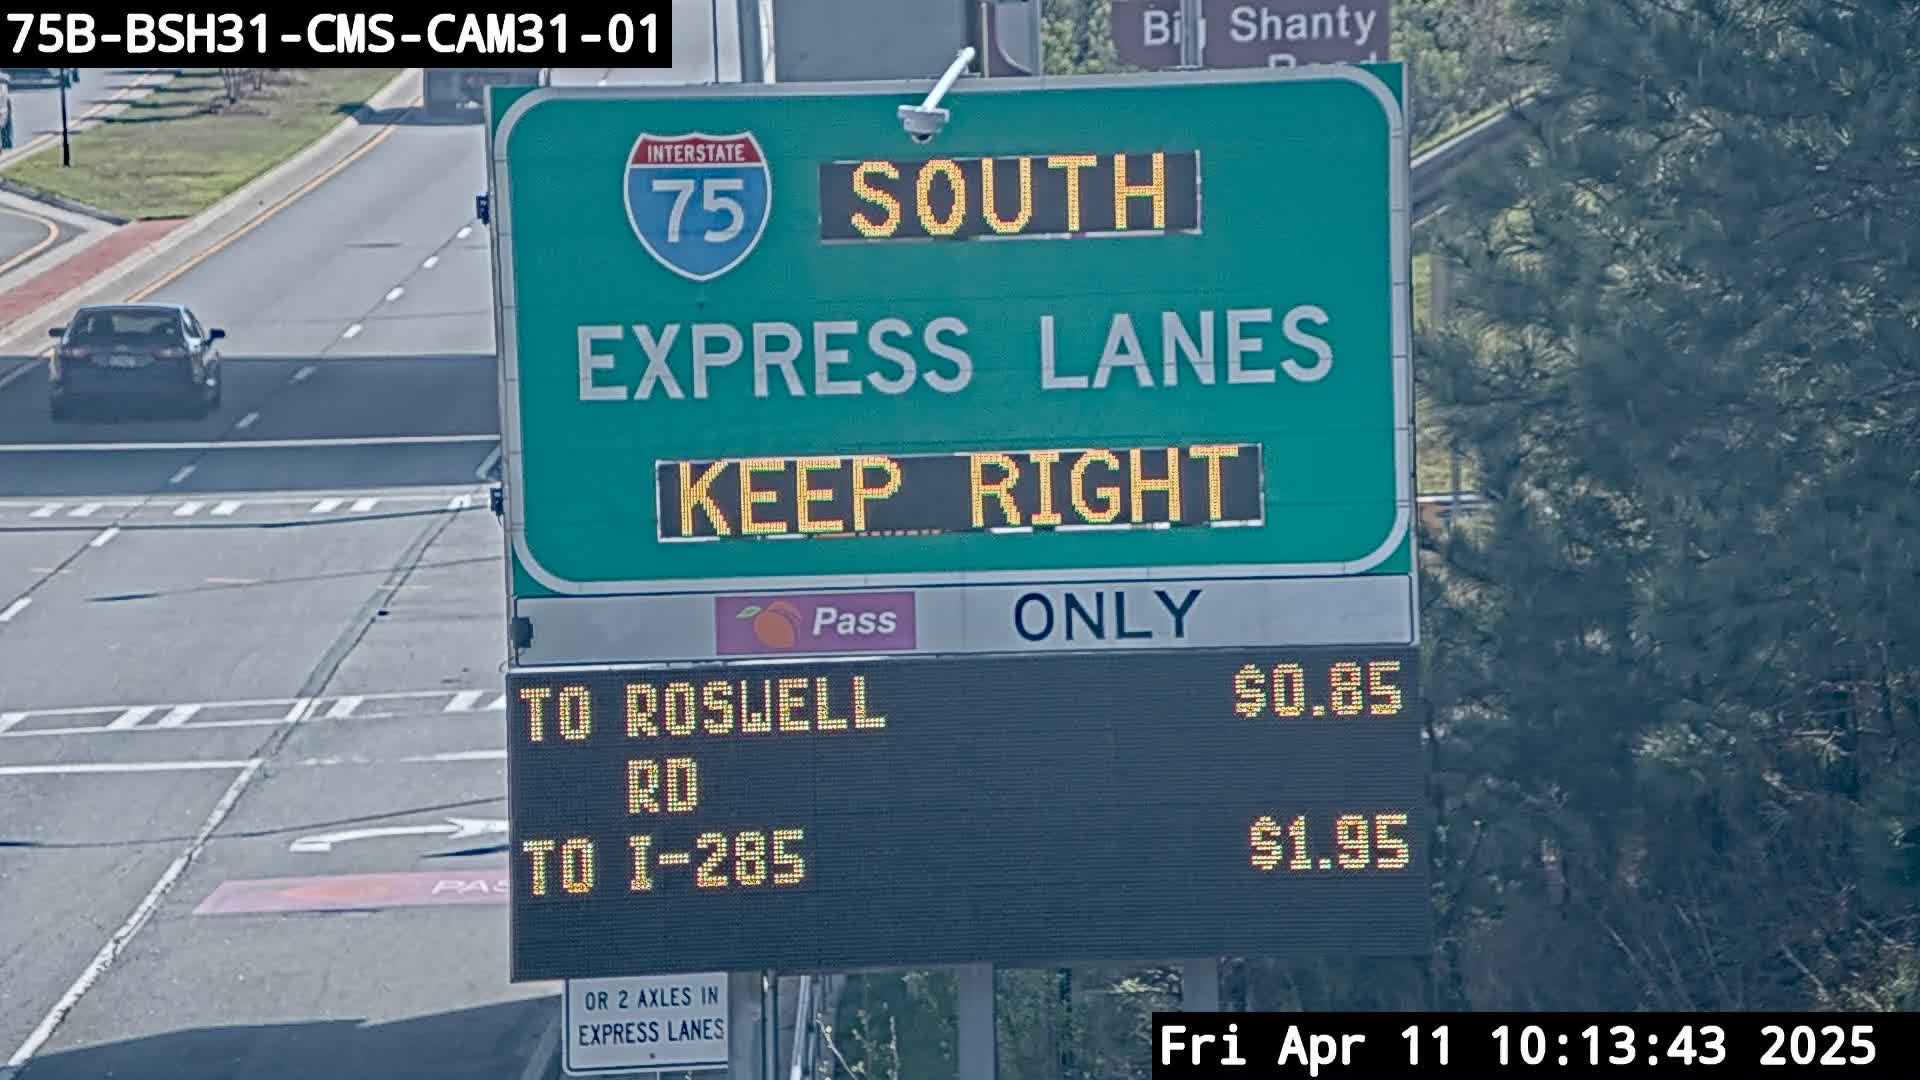 75B-BSH31-CMS-CAM31-01
Big Shanty
Road
INTERSTATE
75
SOUTH
EXPRESS LANES
KEEP RIGHT
Pass ONLY
TO ROSWELL $0.85
RD
TO I-285 $1.95
PAS
OR 2 AXLES IN
EXPRESS LANES
Fri Apr 11 10:13:43 2025